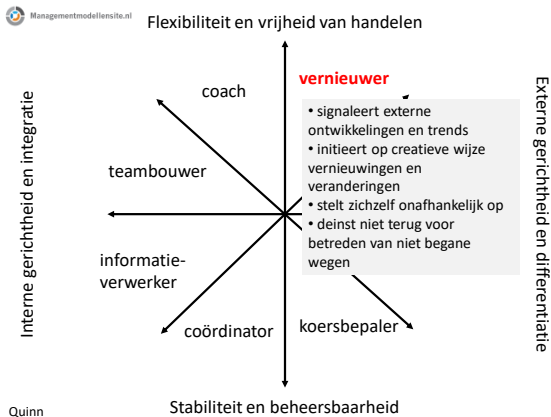 Managementmodellensite.nl
Flexibiliteit en vrijheid van handelen
vernieuwer
coach
• signaleert externe
ontwikkelingen en trends
• initieert op creatieve wijze
vernieuwingen en
veranderingen
• stelt zichzelf onafhankelijk op
• deinst niet terug voor
betreden van niet begane
wegen
teambouwer
informatie-
verwerker
coördinator
koersbepaler
Interne gerichtheid en integratie
Externe gerichtheid en differentiatie
Stabiliteit en beheersbaarheid
Quinn